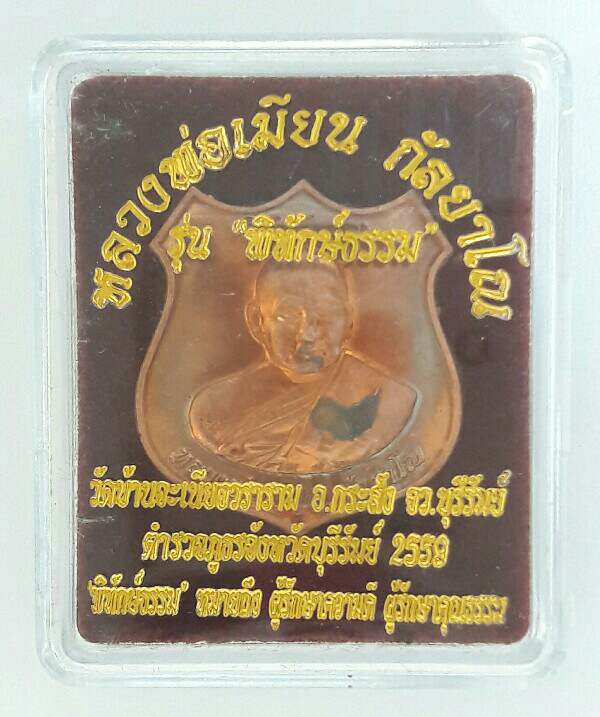 หลวงพ่อเมียน กัลยาโณ
รุ่น "พิทักษ์ธรรม"
วัดบ้านจะเนียงวราราม อ.กระสัง จว.บุรีรัมย์
ตำรวจภูธรจังหวัดบุรีรัมย์ 2559
"พิทักษ์ธรรม" หมายถึง ผู้รักษาความดี ผู้รักษาคุณธรรม